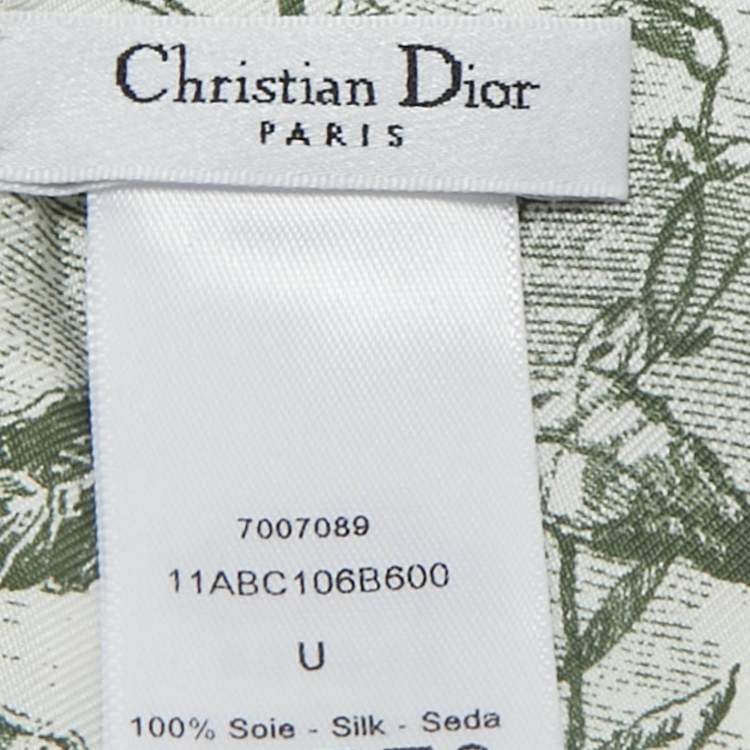 Christian Dior
PARIS
7007089
11ABC106B600
U
100% Soie - Silk - Seda